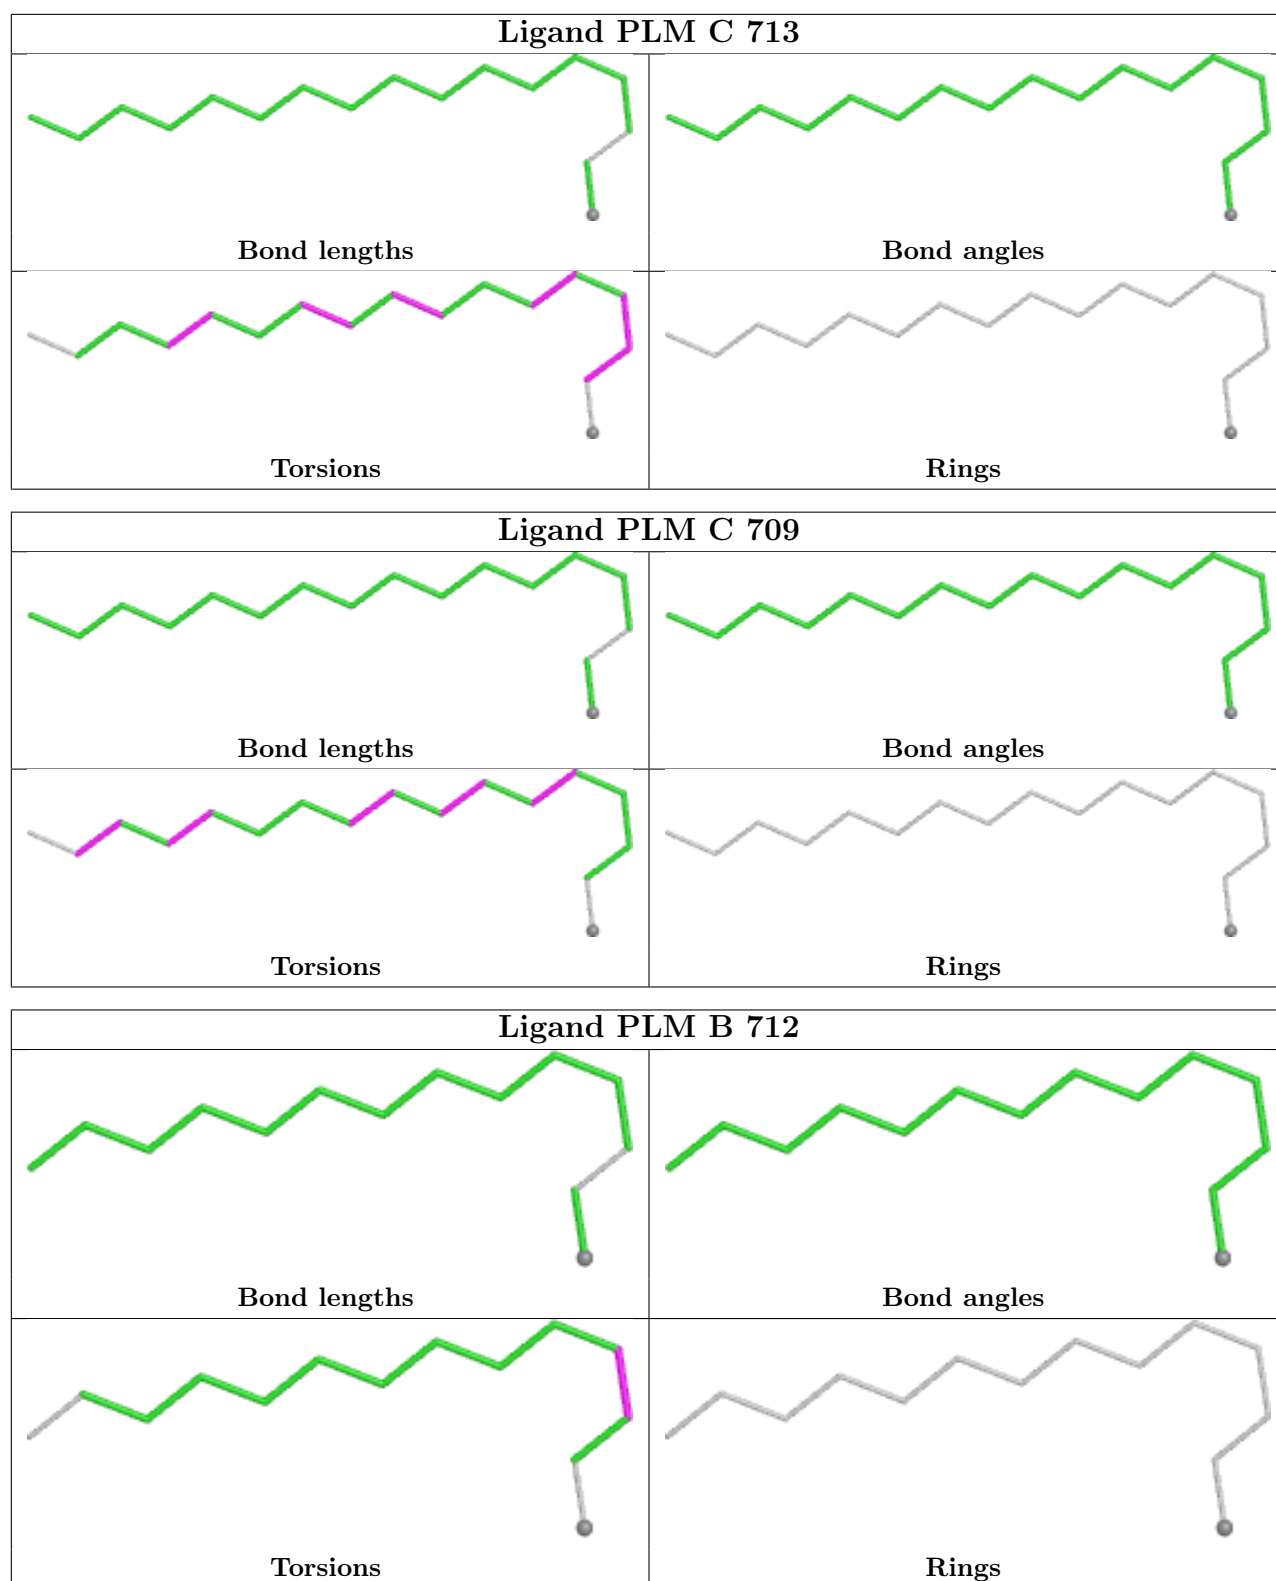 Ligand PLM C 713
Bond lengths
Bond angles
Torsions
Rings
Ligand PLM C 709
Bond lengths
Bond angles
Torsions
Rings
Ligand PLM B 712
Bond lengths
Bond angles
Torsions
Rings